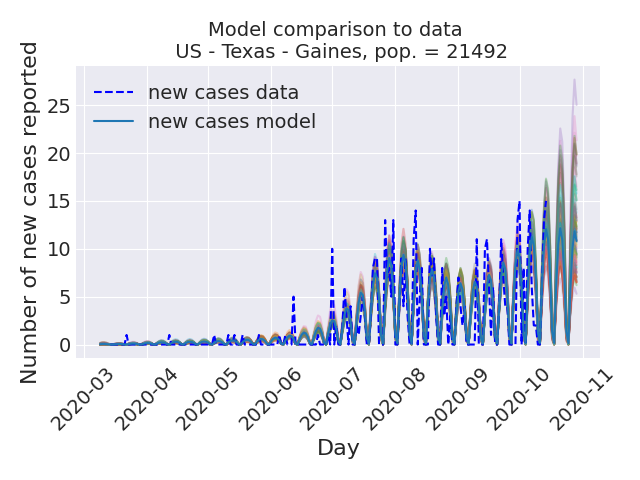 Model comparison to data
US - Texas - Gaines, pop. = 21492
Number of new cases reported
new cases data
new cases model
25
20
15
10
5
0
2020-03
2020-04
2020-05
2020-06
2020-07
2020-08
2020-09
2020-10
2020-11
Day